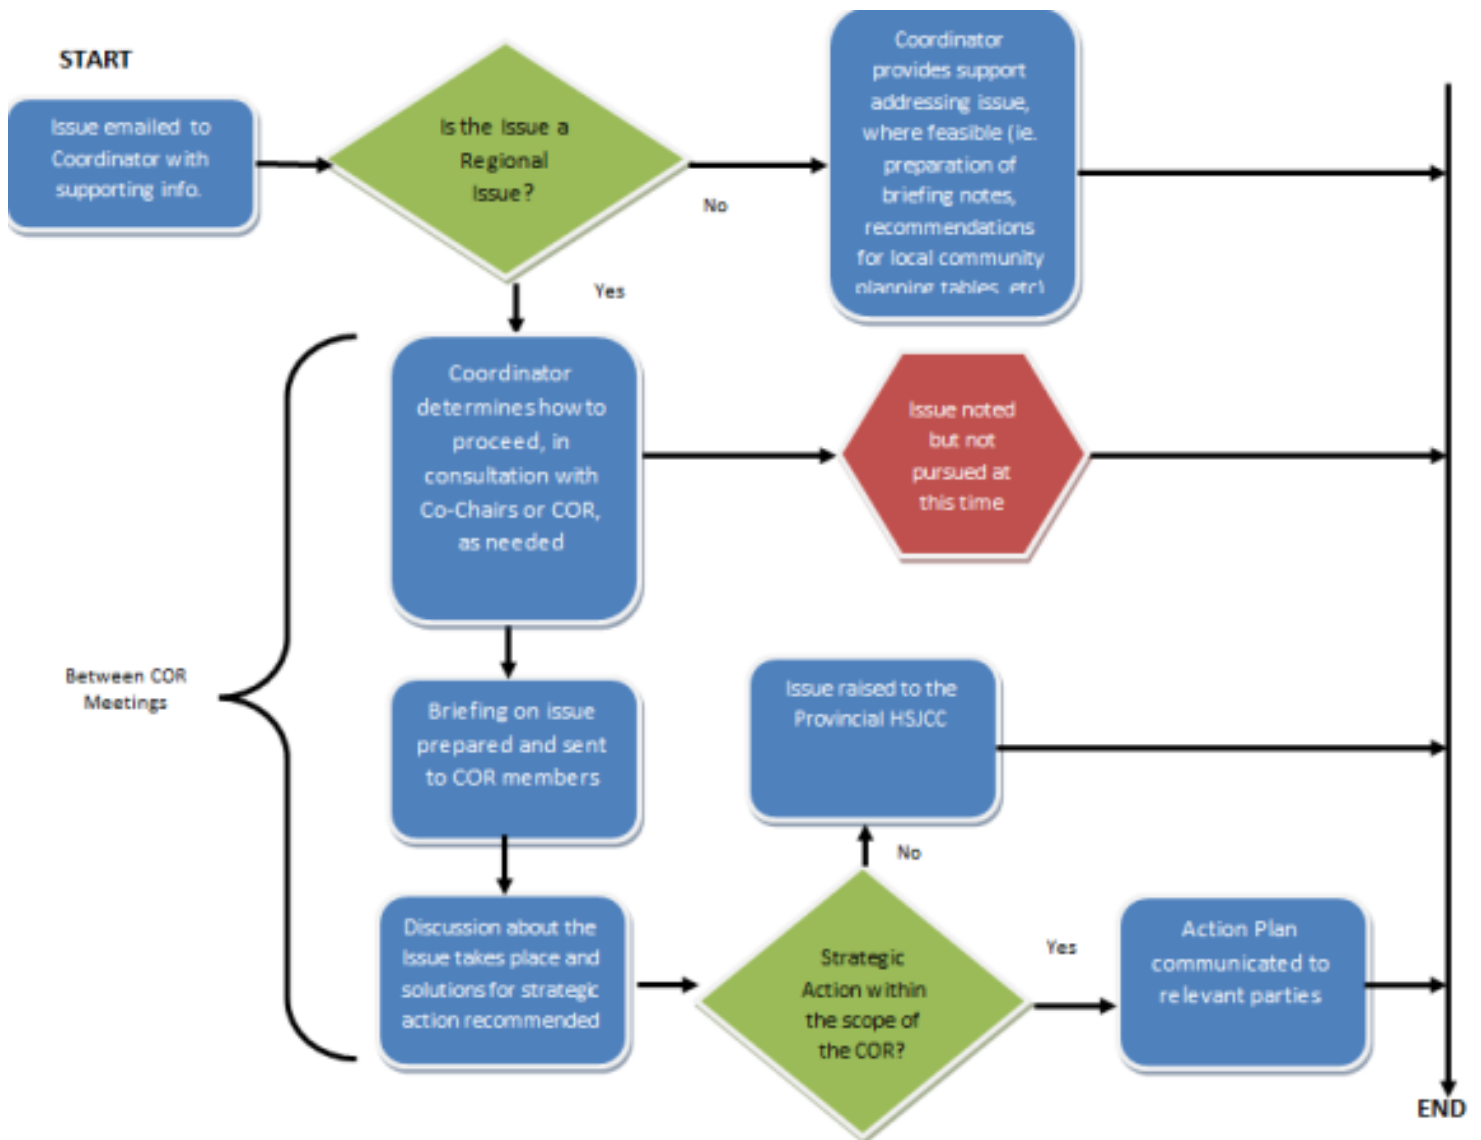 START
Issue emailed to
Coordinator with
supporting info.
Is the Issue a
Regional
Issue?
No
Yes
Coordinator
provides support
addressing issue,
where feasible (ie.
preparation of
briefing notes,
recommendations
for local community
planning tables, etc)
Coordinator
determines how to
proceed, in
consultation with
Co-Chairs or COR,
as needed
Issue noted
but not
pursued at
this time
Between COR
Meetings
Briefing on issue
prepared and sent
to COR members
Issue raised to the
Provincial HSJCC
No
Discussion about the
Issue takes place and
solutions for strategic
action recommended
Strategic
Action within
the scope of
the COR?
Yes
Action Plan
communicated to
relevant parties
END